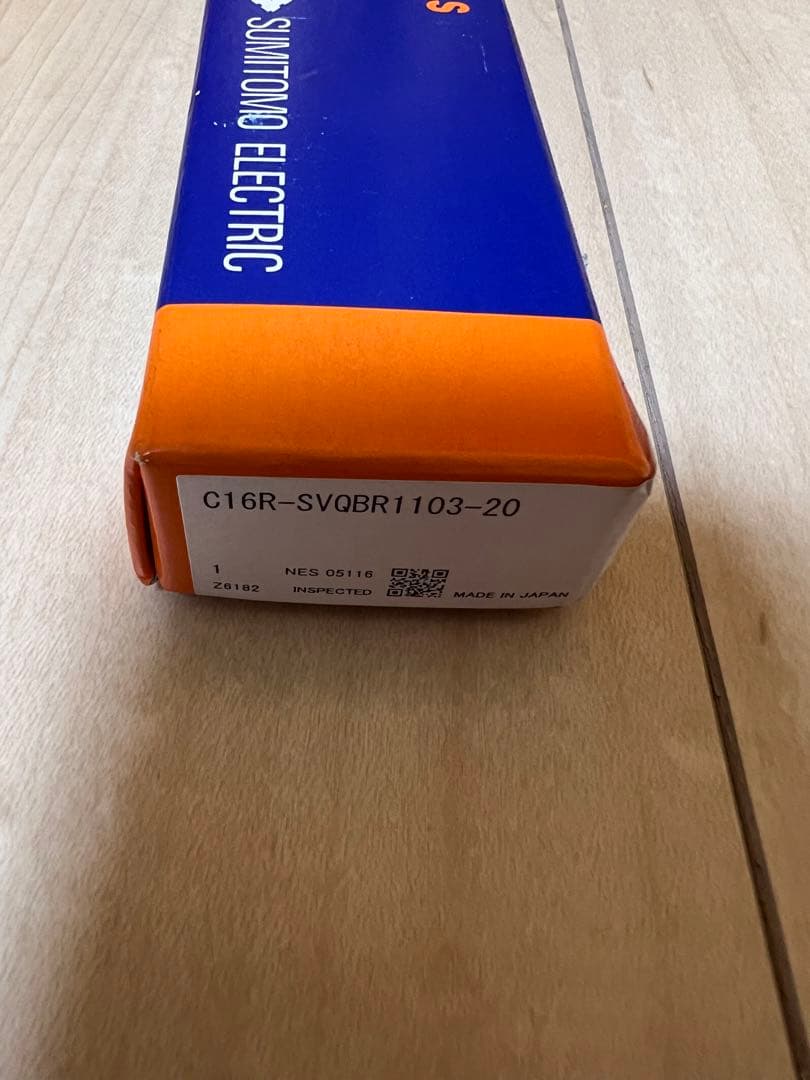 S
SUMITOMO ELECTRIC
C16R-SVQBR1103-20
1 NES 05116
Z6182 INSPECTED MADE IN JAPAN